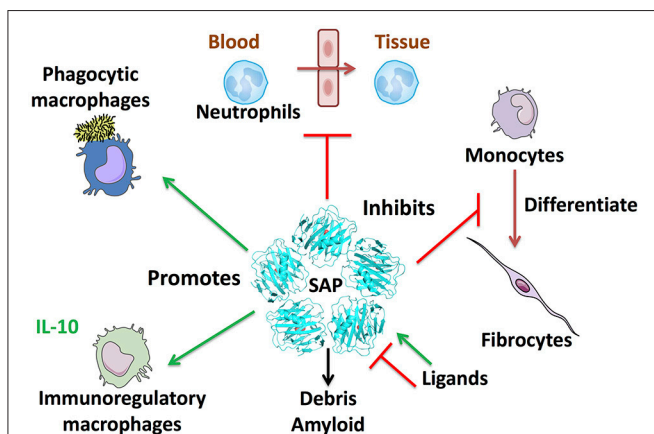 Blood
Tissue
Phagocytic
macrophages
Neutrophils
Monocytes
Inhibits
Differentiate
Promotes
SAP
IL-10
Fibrocytes
Ligands
Immunoregulatory
macrophages
Debris
Amyloid